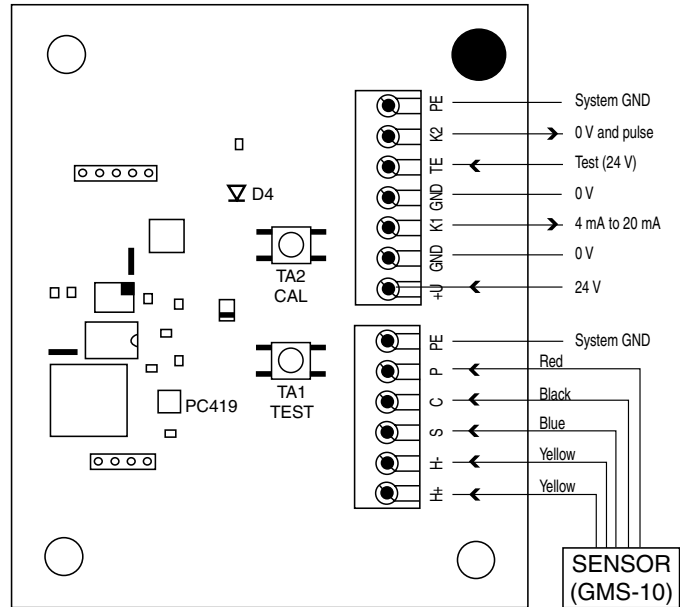 PE System GND
K2 0 V and pulse
TE Test (24 V)
GND 0 V
K1 4 mA to 20 mA
GND 0 V
+U 24 V
D4
TA2
CAL
PE System GND
P Red
C Black
S Blue
H- Yellow
H+ Yellow
TA1
TEST
PC419
SENSOR
(GMS-10)